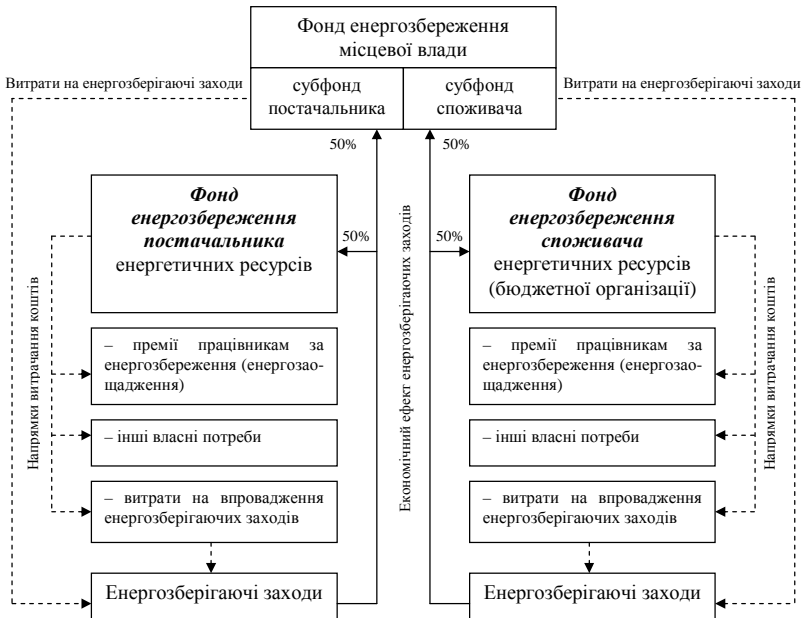 Фонд енергозбереження
місцевої влади
Витрати на енергозберігаючі заходи
субфонд
постачальника
субфонд
споживача
Витрати на енергозберігаючі заходи
50%
50%
Фонд
енергозбереження
постачальника
енергетичних ресурсів
50%
Економічний ефект енергозберігаючих заходів
50%
Фонд
енергозбереження
споживача
енергетичних ресурсів
(бюджетної організації)
Напрямки витрачання коштів
– премії працівникам за
енергозбереження (енергозао-
щадження)
– інші власні потреби
– витрати на впровадження
енергозберігаючих заходів
Енергозберігаючі заходи
– премії працівникам за
енергозбереження (енергозао-
щадження)
– інші власні потреби
– витрати на впровадження
енергозберігаючих заходів
Енергозберігаючі заходи
Напрямки витрачання коштів